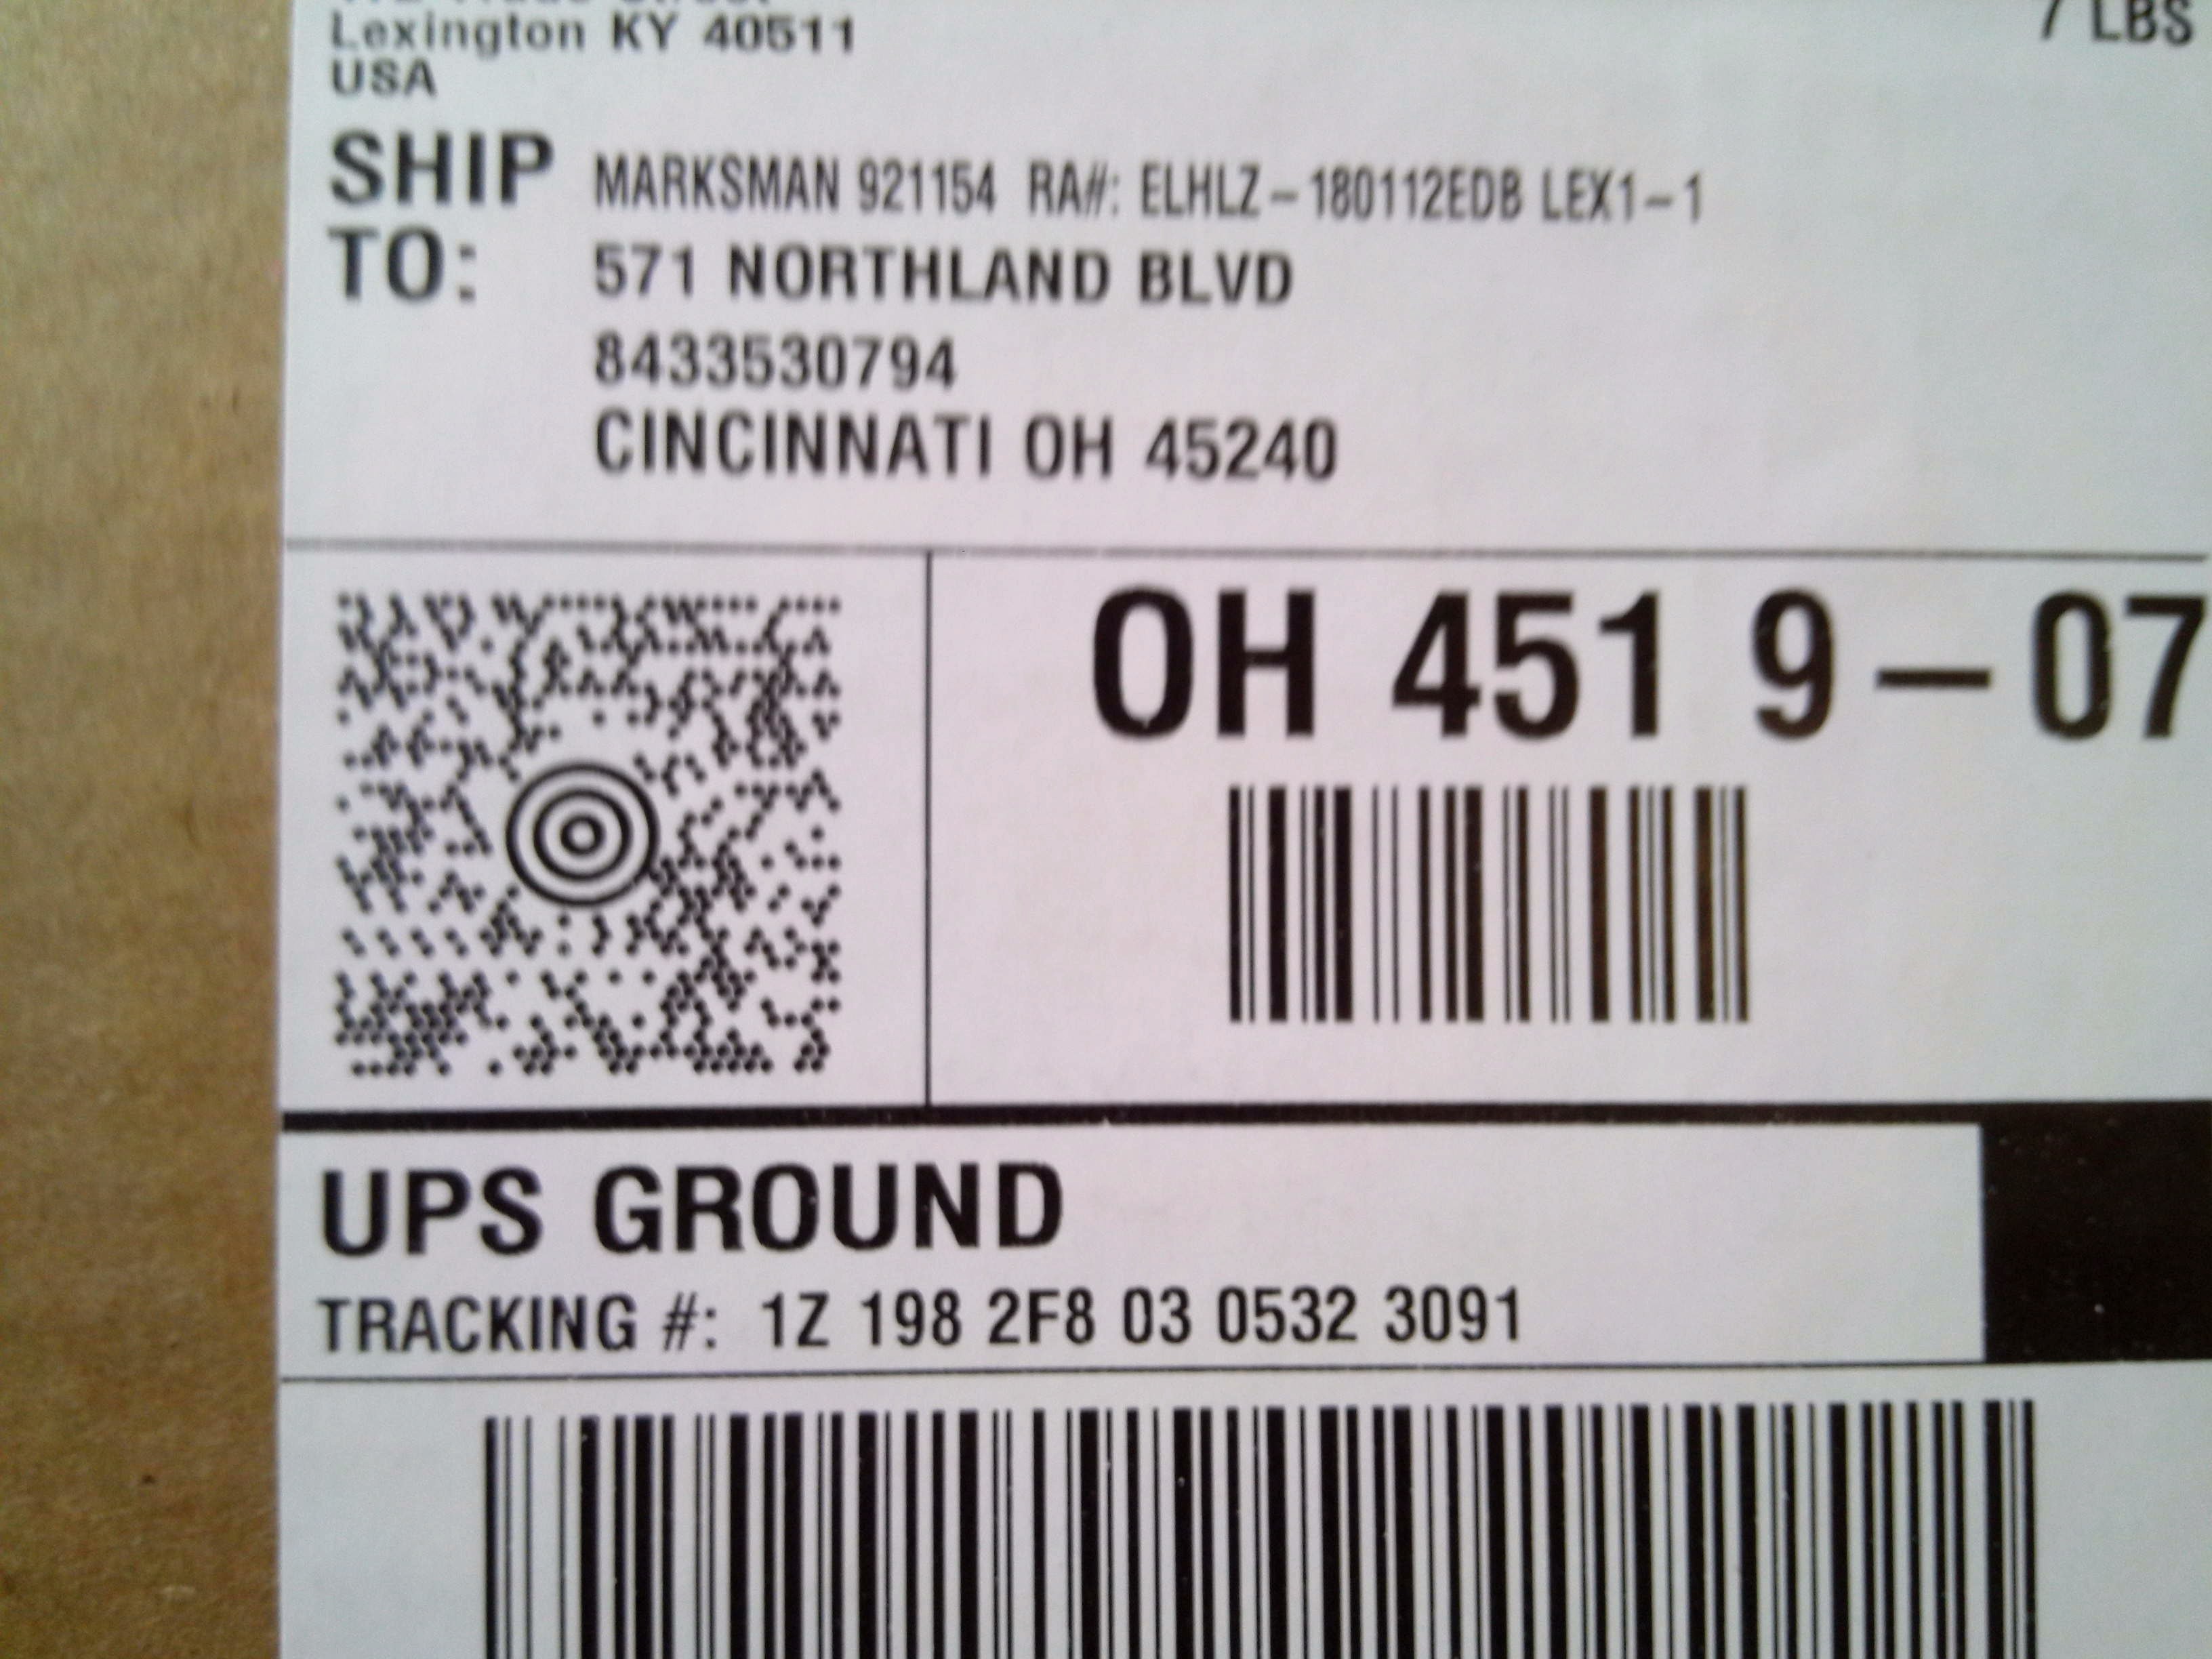 Lexington KY 40511
7 LBS
USA
SHIP TO:
MARKSMAN 921154 RA#: ELHLZ-180112EDB LEX1-1
571 NORTHLAND BLVD
8433530794
CINCINNATI OH 45240
OH 451 9-07
UPS GROUND
TRACKING #: 1Z 198 2F8 03 0532 3091